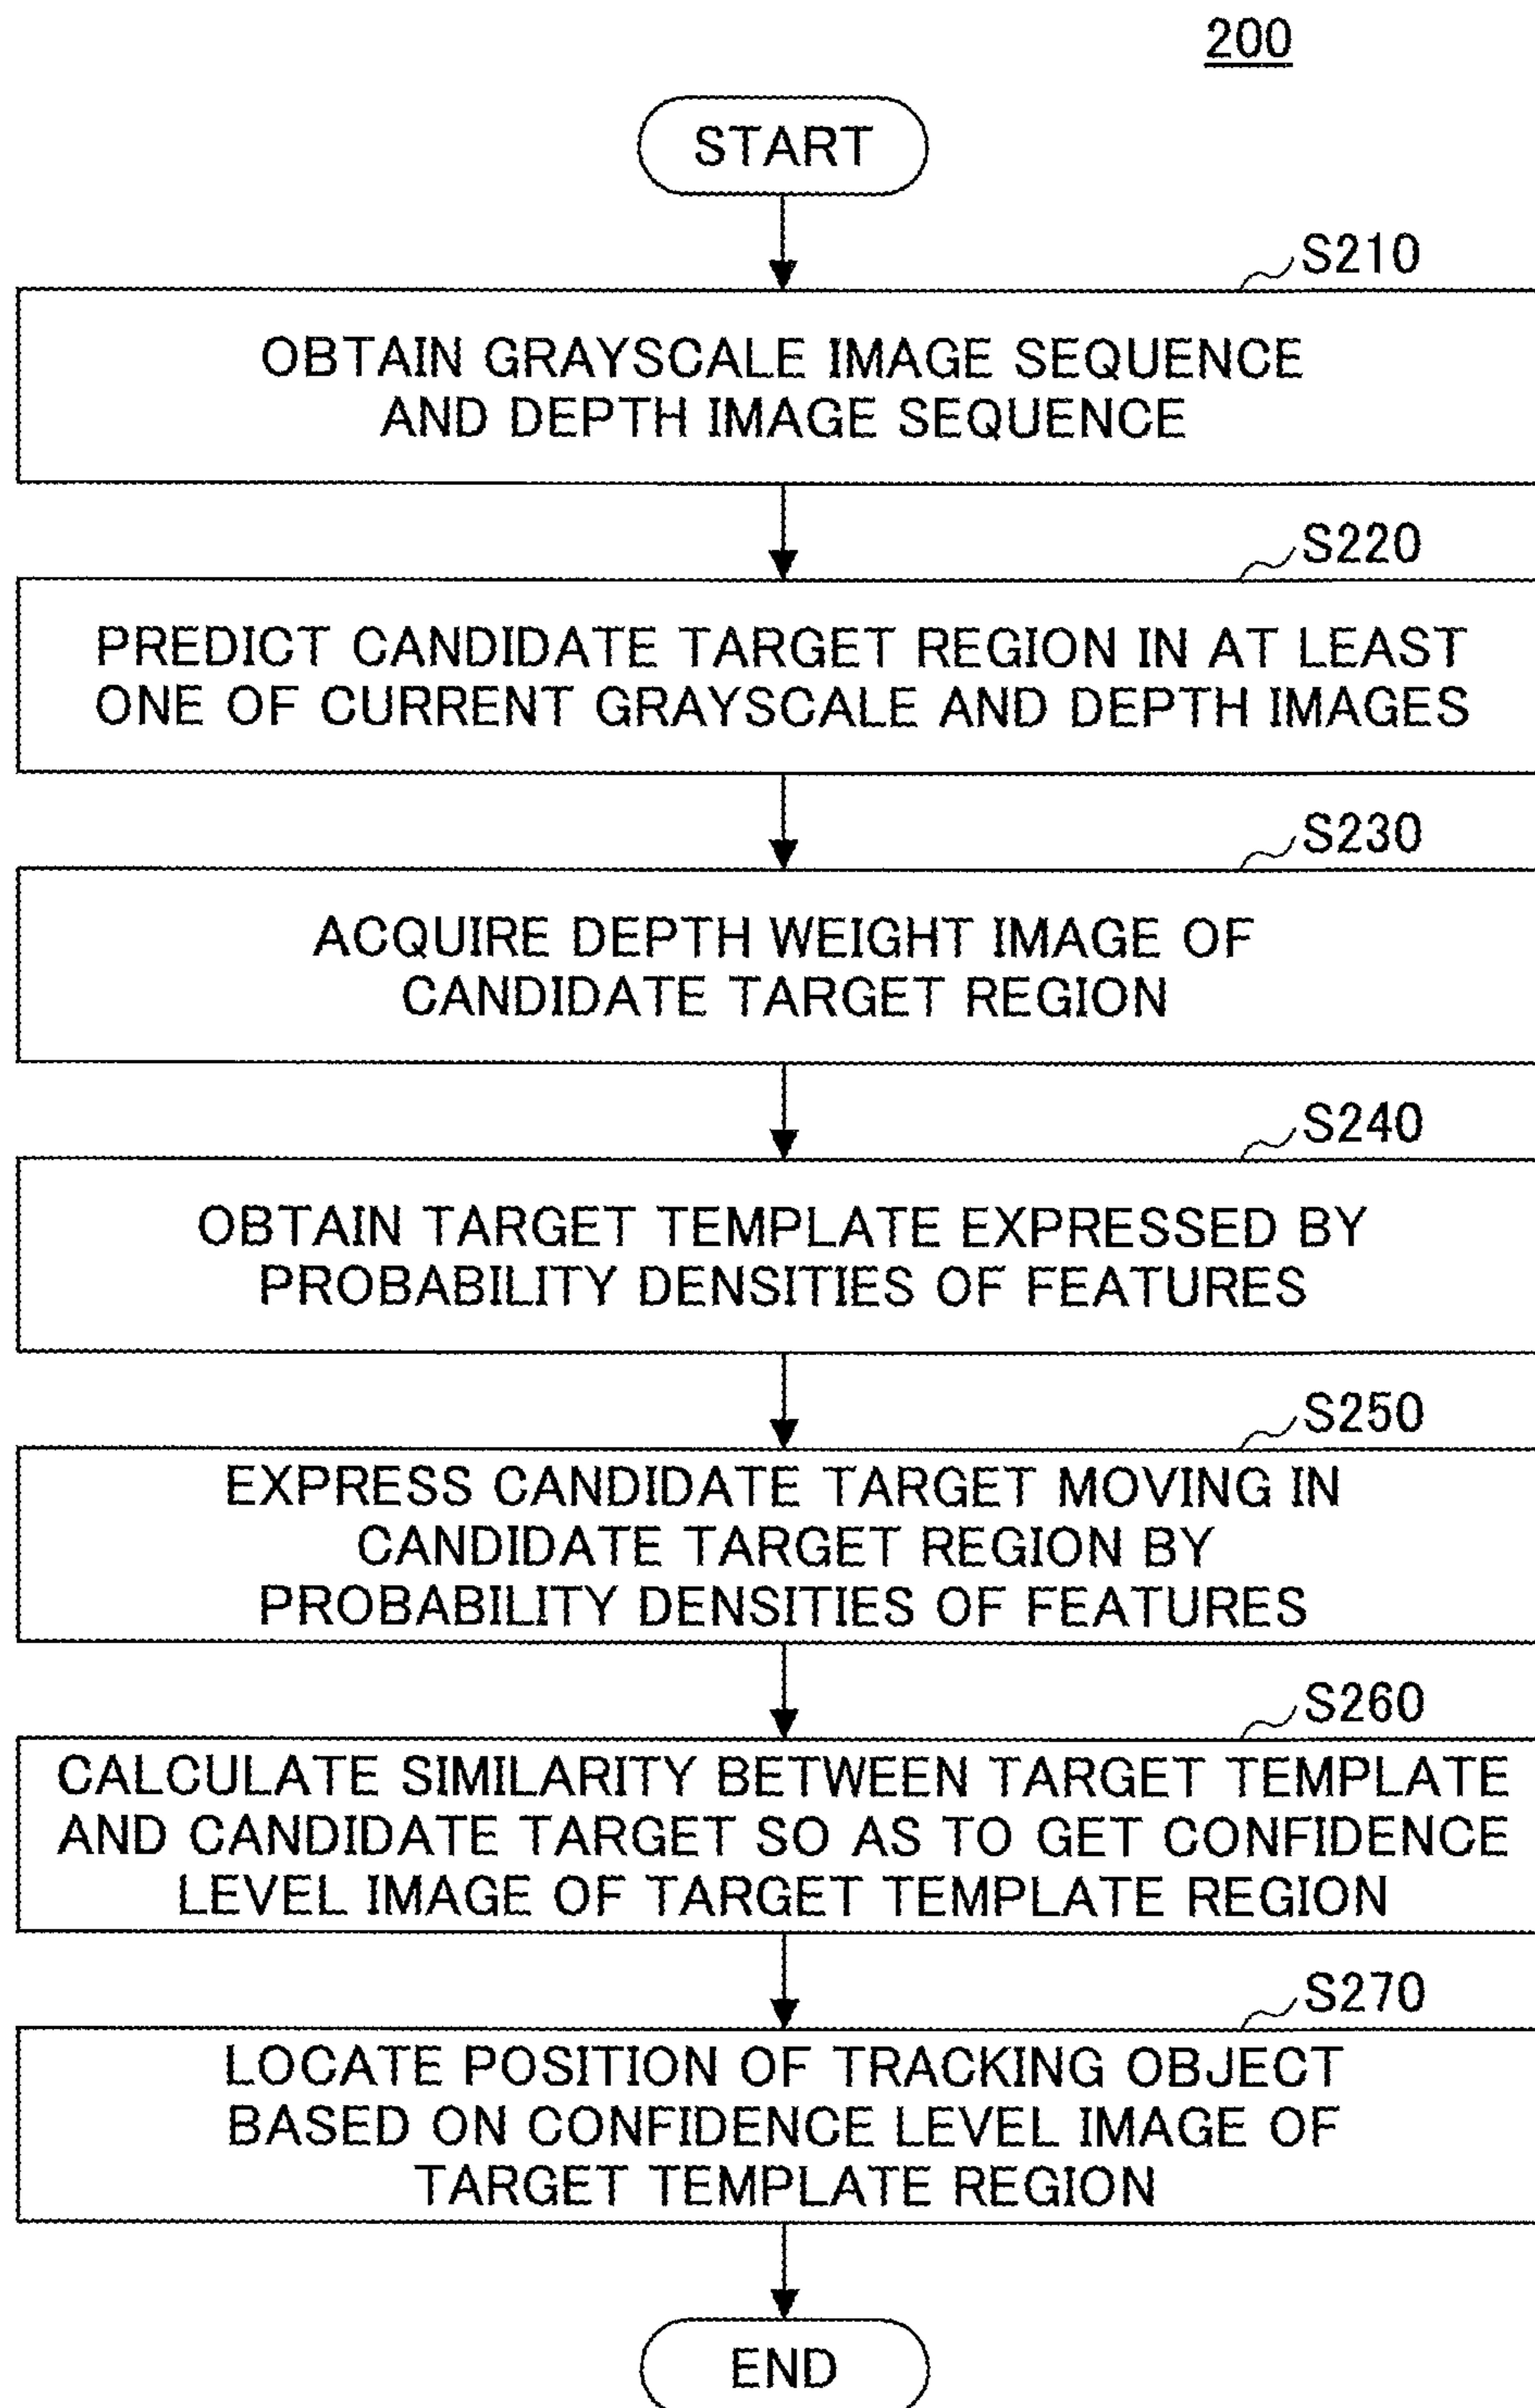 200
START
S210
OBTAIN GRAYSCALE IMAGE SEQUENCE
AND DEPTH IMAGE SEQUENCE
S220
PREDICT CANDIDATE TARGET REGION IN AT LEAST
ONE OF CURRENT GRAYSCALE AND DEPTH IMAGES
S230
ACQUIRE DEPTH WEIGHT IMAGE OF
CANDIDATE TARGET REGION
S240
OBTAIN TARGET TEMPLATE EXPRESSED BY
PROBABILITY DENSITIES OF FEATURES
S250
EXPRESS CANDIDATE TARGET MOVING IN
CANDIDATE TARGET REGION BY
PROBABILITY DENSITIES OF FEATURES
S260
CALCULATE SIMILARITY BETWEEN TARGET TEMPLATE
AND CANDIDATE TARGET SO AS TO GET CONFIDENCE
LEVEL IMAGE OF TARGET TEMPLATE REGION
S270
LOCATE POSITION OF TRACKING OBJECT
BASED ON CONFIDENCE LEVEL IMAGE OF
TARGET TEMPLATE REGION
END